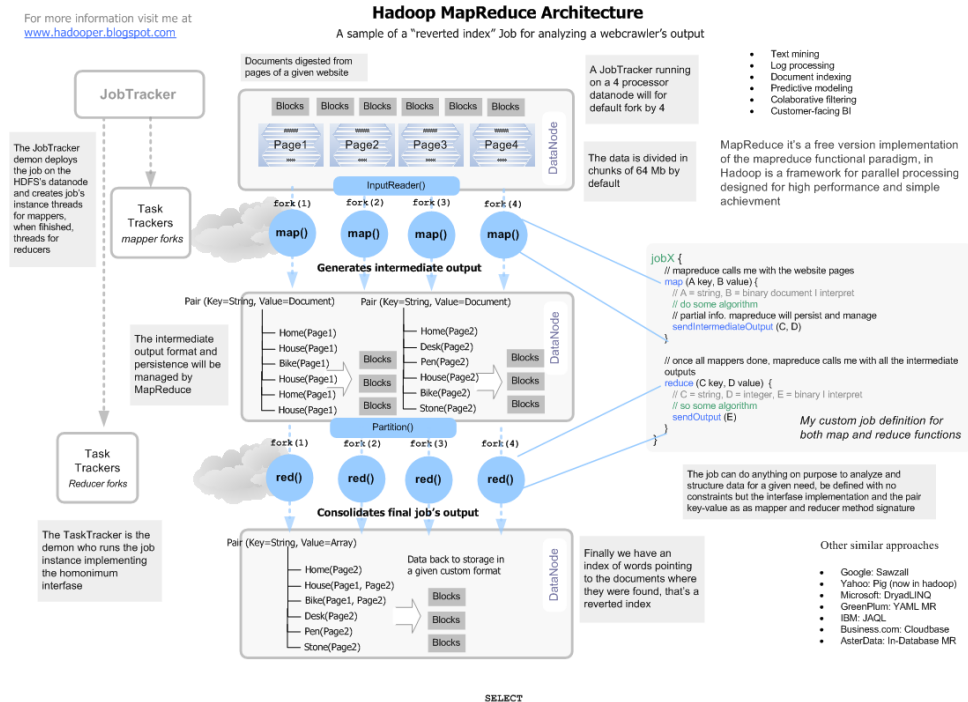 For more information visit me at
www.hadooper.blogspot.com
Hadoop MapReduce Architecture
A sample of a “reverted index” Job for analyzing a webcrawler’s output
Documents digested from
pages of a given website
JobTracker
Blocks Blocks Blocks Blocks Blocks Blocks
Page1 Page2 Page3 Page4
DataNode
InputReader()
A JobTracker running
on a 4 processor
datanode will for
default fork by 4
The data is divided in
chunks of 64 Mb by
default
• Text mining
• Log processing
• Document indexing
• Predictive modeling
• Colaborative filtering
• Customer-facing BI
MapReduce it’s a free version implementation
of the mapreduce functional paradigm, in
Hadoop is a framework for parallel processing
designed for high performance and simple
achievment
The JobTracker
demon deploys
the job on the
HDFS’s datanode
and creates job’s
instance threads
for mappers,
when fihished,
threads for
reducers
Task
Trackers
mapper forks
fork(1) fork(2) fork(3) fork(4)
map() map() map() map()
Generates intermediate output
Pair (Key=String, Value=Document)
Home(Page1)
House(Page1)
Bike(Page1)
House(Page1)
Home(Page1)
House(Page1)
Blocks
Blocks
Blocks
Pair (Key=String, Value=Document)
Home(Page2)
Desk(Page2)
Pen(Page2)
House(Page2)
Bike(Page2)
Stone(Page2)
Blocks
Blocks
Blocks
DataNode
The intermediate
output format and
persistence will be
managed by
MapReduce
Partition()
jobX {
// mapreduce calls me with the website pages
map (A key, B value) {
// A = string, B = binary document I interpret
// do some algorithm
// partial info. mapreduce will persist and manage
sendIntermediateOutput (C, D)
}
// once all mappers done, mapreduce calls me with all the intermediate
outputs
reduce (C key, D value) {
// C = string, D = integer, E = binary I interpret
// so some algorithm
sendOutput (E)
}
}
My custom job definition for
both map and reduce functions
Task
Trackers
Reducer forks
fork(1) fork(2) fork(3) fork(4)
red() red() red() red()
Consolidates final job’s output
The job can do anything on purpose to analyze and
structure data for a given need, be defined with no
constraints but the interfase implementation and the pair
key-value as as mapper and reducer method signature
The TaskTracker is the
demon who runs the job
instance implementing
the homonimum
interfase
Pair (Key=String, Value=Array)
Home(Page2)
House(Page1, Page2)
Bike(Page1, Page2)
Desk(Page2)
Pen(Page2)
Stone(Page2)
Data back to storage in
a given custom format
Blocks
Blocks
Blocks
DataNode
Finally we have an
index of words pointing
to the documents where
they were found, that’s a
reverted index
Other similar approaches
• Google: Sawzall
• Yahoo: Pig (now in hadoop)
• Microsoft: DryadLINQ
• GreenPlum: YAML MR
• IBM: JAQL
• Business.com: Cloudbase
• AsterData: In-Database MR
SELECT